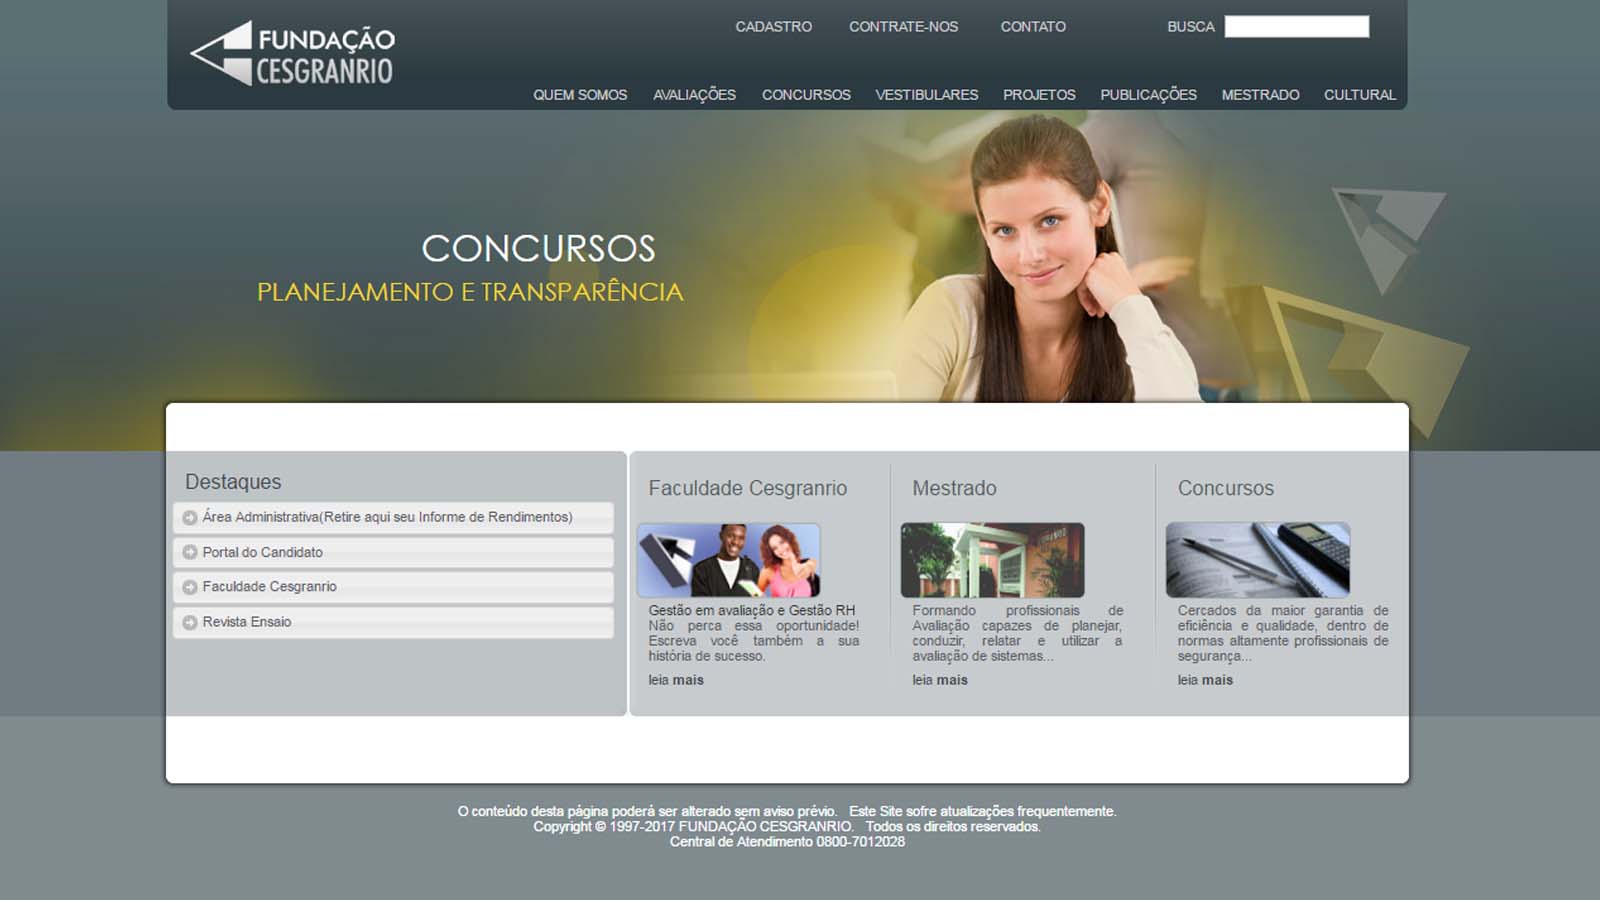 FUNDAÇÃO
CESGRANRIO
CADASTRO
CONTRATE-NOS
CONTATO
BUSCA
QUEM SOMOS
AVALIAÇÕES
CONCURSOS
VESTIBULARES
PROJETOS
PUBLICAÇÕES
MESTRADO
CULTURAL
CONCURSOS
PLANEJAMENTO E TRANSPARÊNCIA
Destaques
Área Administrativa(Retire aqui seu Informe de Rendimentos)
Portal do Candidato
Faculdade Cesgranrio
Revista Ensaio
Faculdade Cesgranrio
Gestão em avaliação e Gestão RH
Não perca essa oportunidade!
Escreva você também a sua
história de sucesso.
leia mais
Mestrado
Formando profissionais de
Avaliação capazes de planejar,
conduzir, relatar e utilizar a
avaliação de sistemas...
leia mais
Concursos
Cercados da maior garantia de
eficiência e qualidade, dentro de
normas altamente profissionais de
segurança...
leia mais
O conteúdo desta página poderá ser alterado sem aviso prévio. Este Site sofre atualizações frequentemente.
Copyright © 1997-2017 FUNDAÇÃO CESGRANRIO. Todos os direitos reservados.
Central de Atendimento 0800-7012028